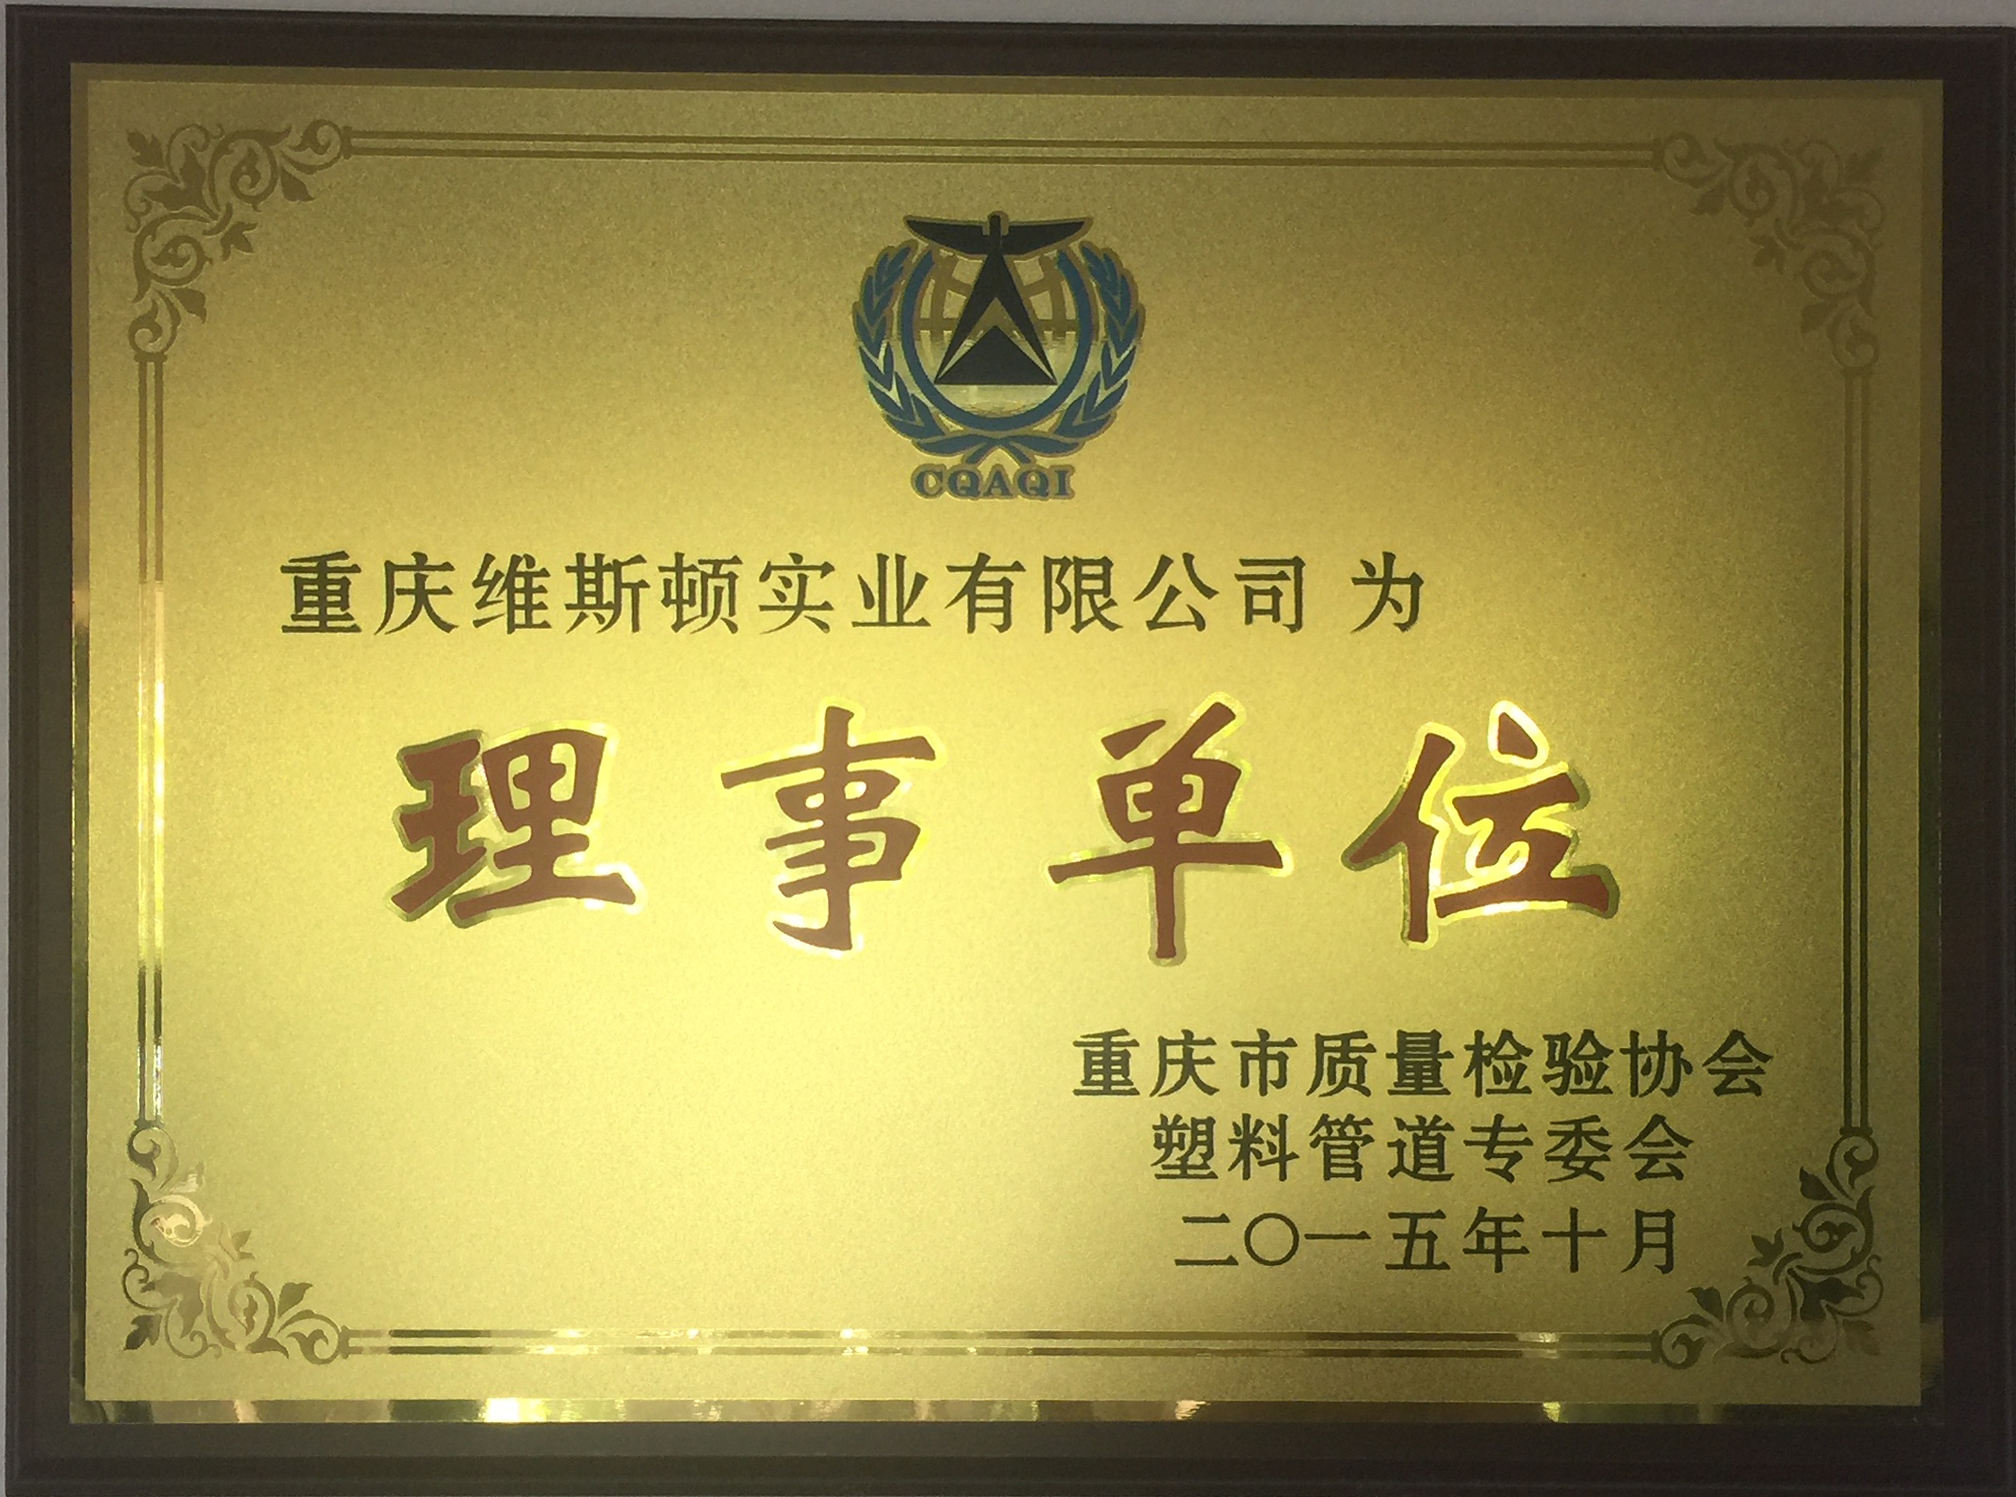 CQAQI
重庆维斯顿实业有限公司 为
理事单位
重庆市质量检验协会
塑料管道专委会
二〇一五年十月